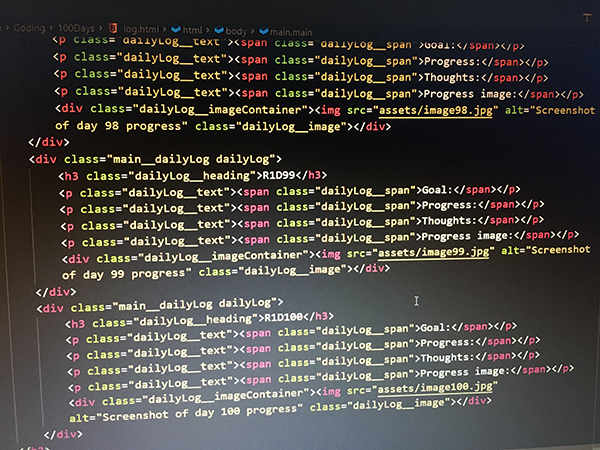 Coding > 100Days > log.html > html > body > main.main
<p class="dailyLog__text"><span class="dailyLog__span">Goal:</span></p>
<p class="dailyLog__text"><span class="dailyLog__span">Progress:</span></p>
<p class="dailyLog__text"><span class="dailyLog__span">Thoughts:</span></p>
<p class="dailyLog__text"><span class="dailyLog__span">Progress image:</span></p>
<div class="dailyLog__imageContainer"><img src="assets/image98.jpg" alt="Screenshot
of day 98 progress" class="dailyLog__image"></div>
</div>
<div class="main__dailyLog dailyLog">
<h3 class="dailyLog__heading">R1D99</h3>
<p class="dailyLog__text"><span class="dailyLog__span">Goal:</span></p>
<p class="dailyLog__text"><span class="dailyLog__span">Progress:</span></p>
<p class="dailyLog__text"><span class="dailyLog__span">Thoughts:</span></p>
<p class="dailyLog__text"><span class="dailyLog__span">Progress image:</span></p>
<div class="dailyLog__imageContainer"><img src="assets/image99.jpg" alt="Screenshot
of day 99 progress" class="dailyLog__image"></div>
</div>
<div class="main__dailyLog dailyLog">
<h3 class="dailyLog__heading">R1D100</h3>
<p class="dailyLog__text"><span class="dailyLog__span">Goal:</span></p>
<p class="dailyLog__text"><span class="dailyLog__span">Progress:</span></p>
<p class="dailyLog__text"><span class="dailyLog__span">Thoughts:</span></p>
<p class="dailyLog__text"><span class="dailyLog__span">Progress image:</span></p>
<div class="dailyLog__imageContainer"><img src="assets/image100.jpg"
alt="Screenshot of day 100 progress" class="dailyLog__image"></div>
</div>